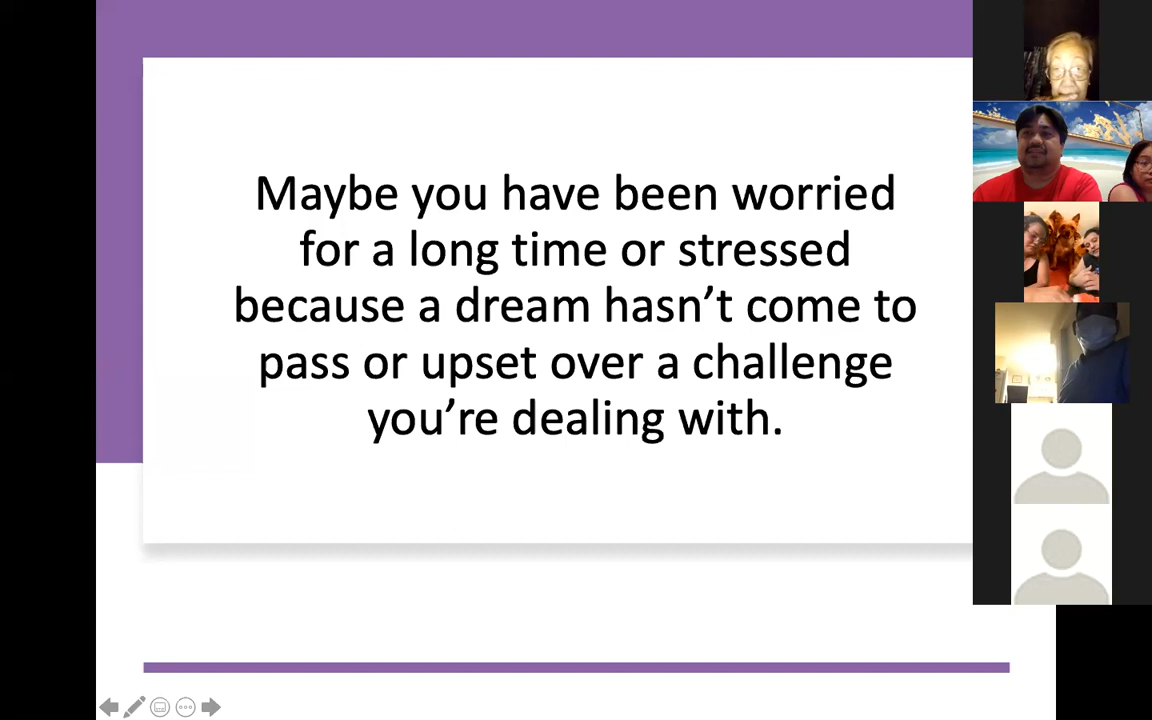 Maybe you have been worried
for a long time or stressed
because a dream hasn’t come to
pass or upset over a challenge
you’re dealing with.